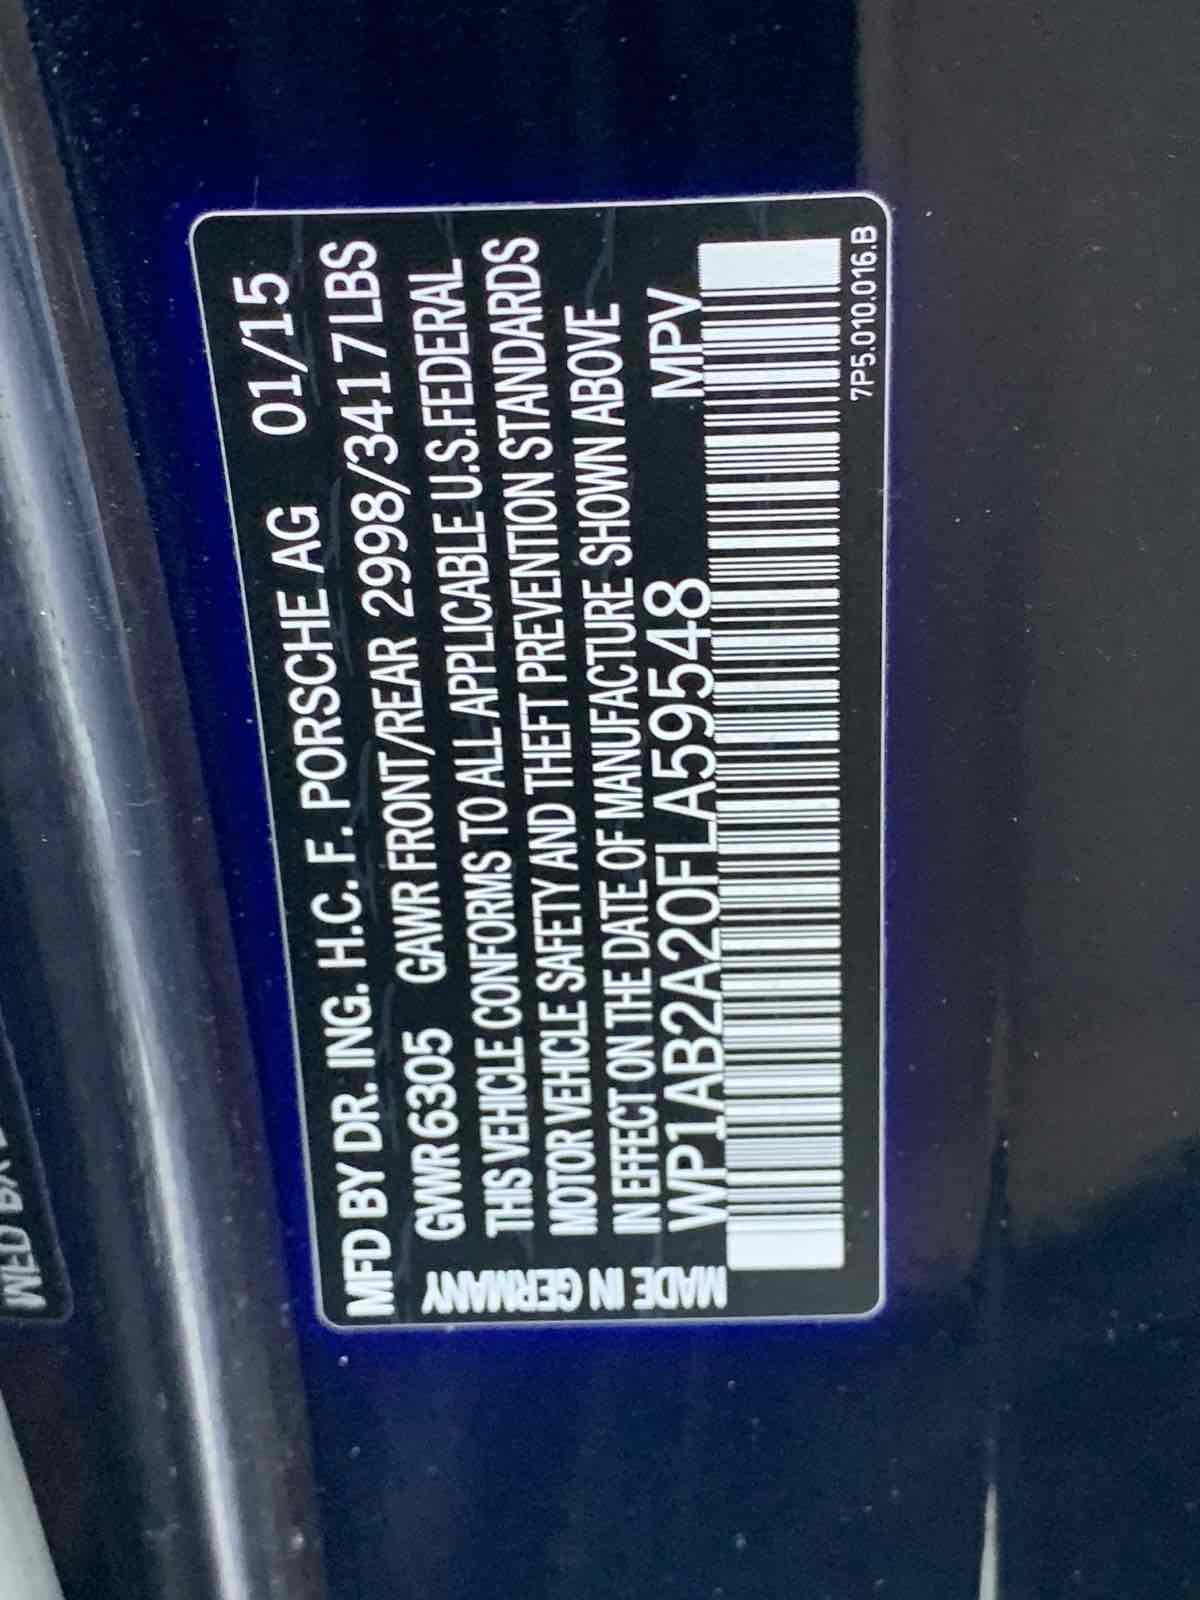 MFD BY DR. ING. H.C. F. PORSCHE AG 01/15
GVWR 6305 GAWR FRONT/REAR 2998/3417LBS
THIS VEHICLE CONFORMS TO ALL APPLICABLE U.S.FEDERAL
MOTOR VEHICLE SAFETY AND THEFT PREVENTION STANDARDS
IN EFFECT ON THE DATE OF MANUFACTURE SHOWN ABOVE
WP1AB2A20FLA59548 MPV
MADE IN GERMANY
7P5.010.016.B